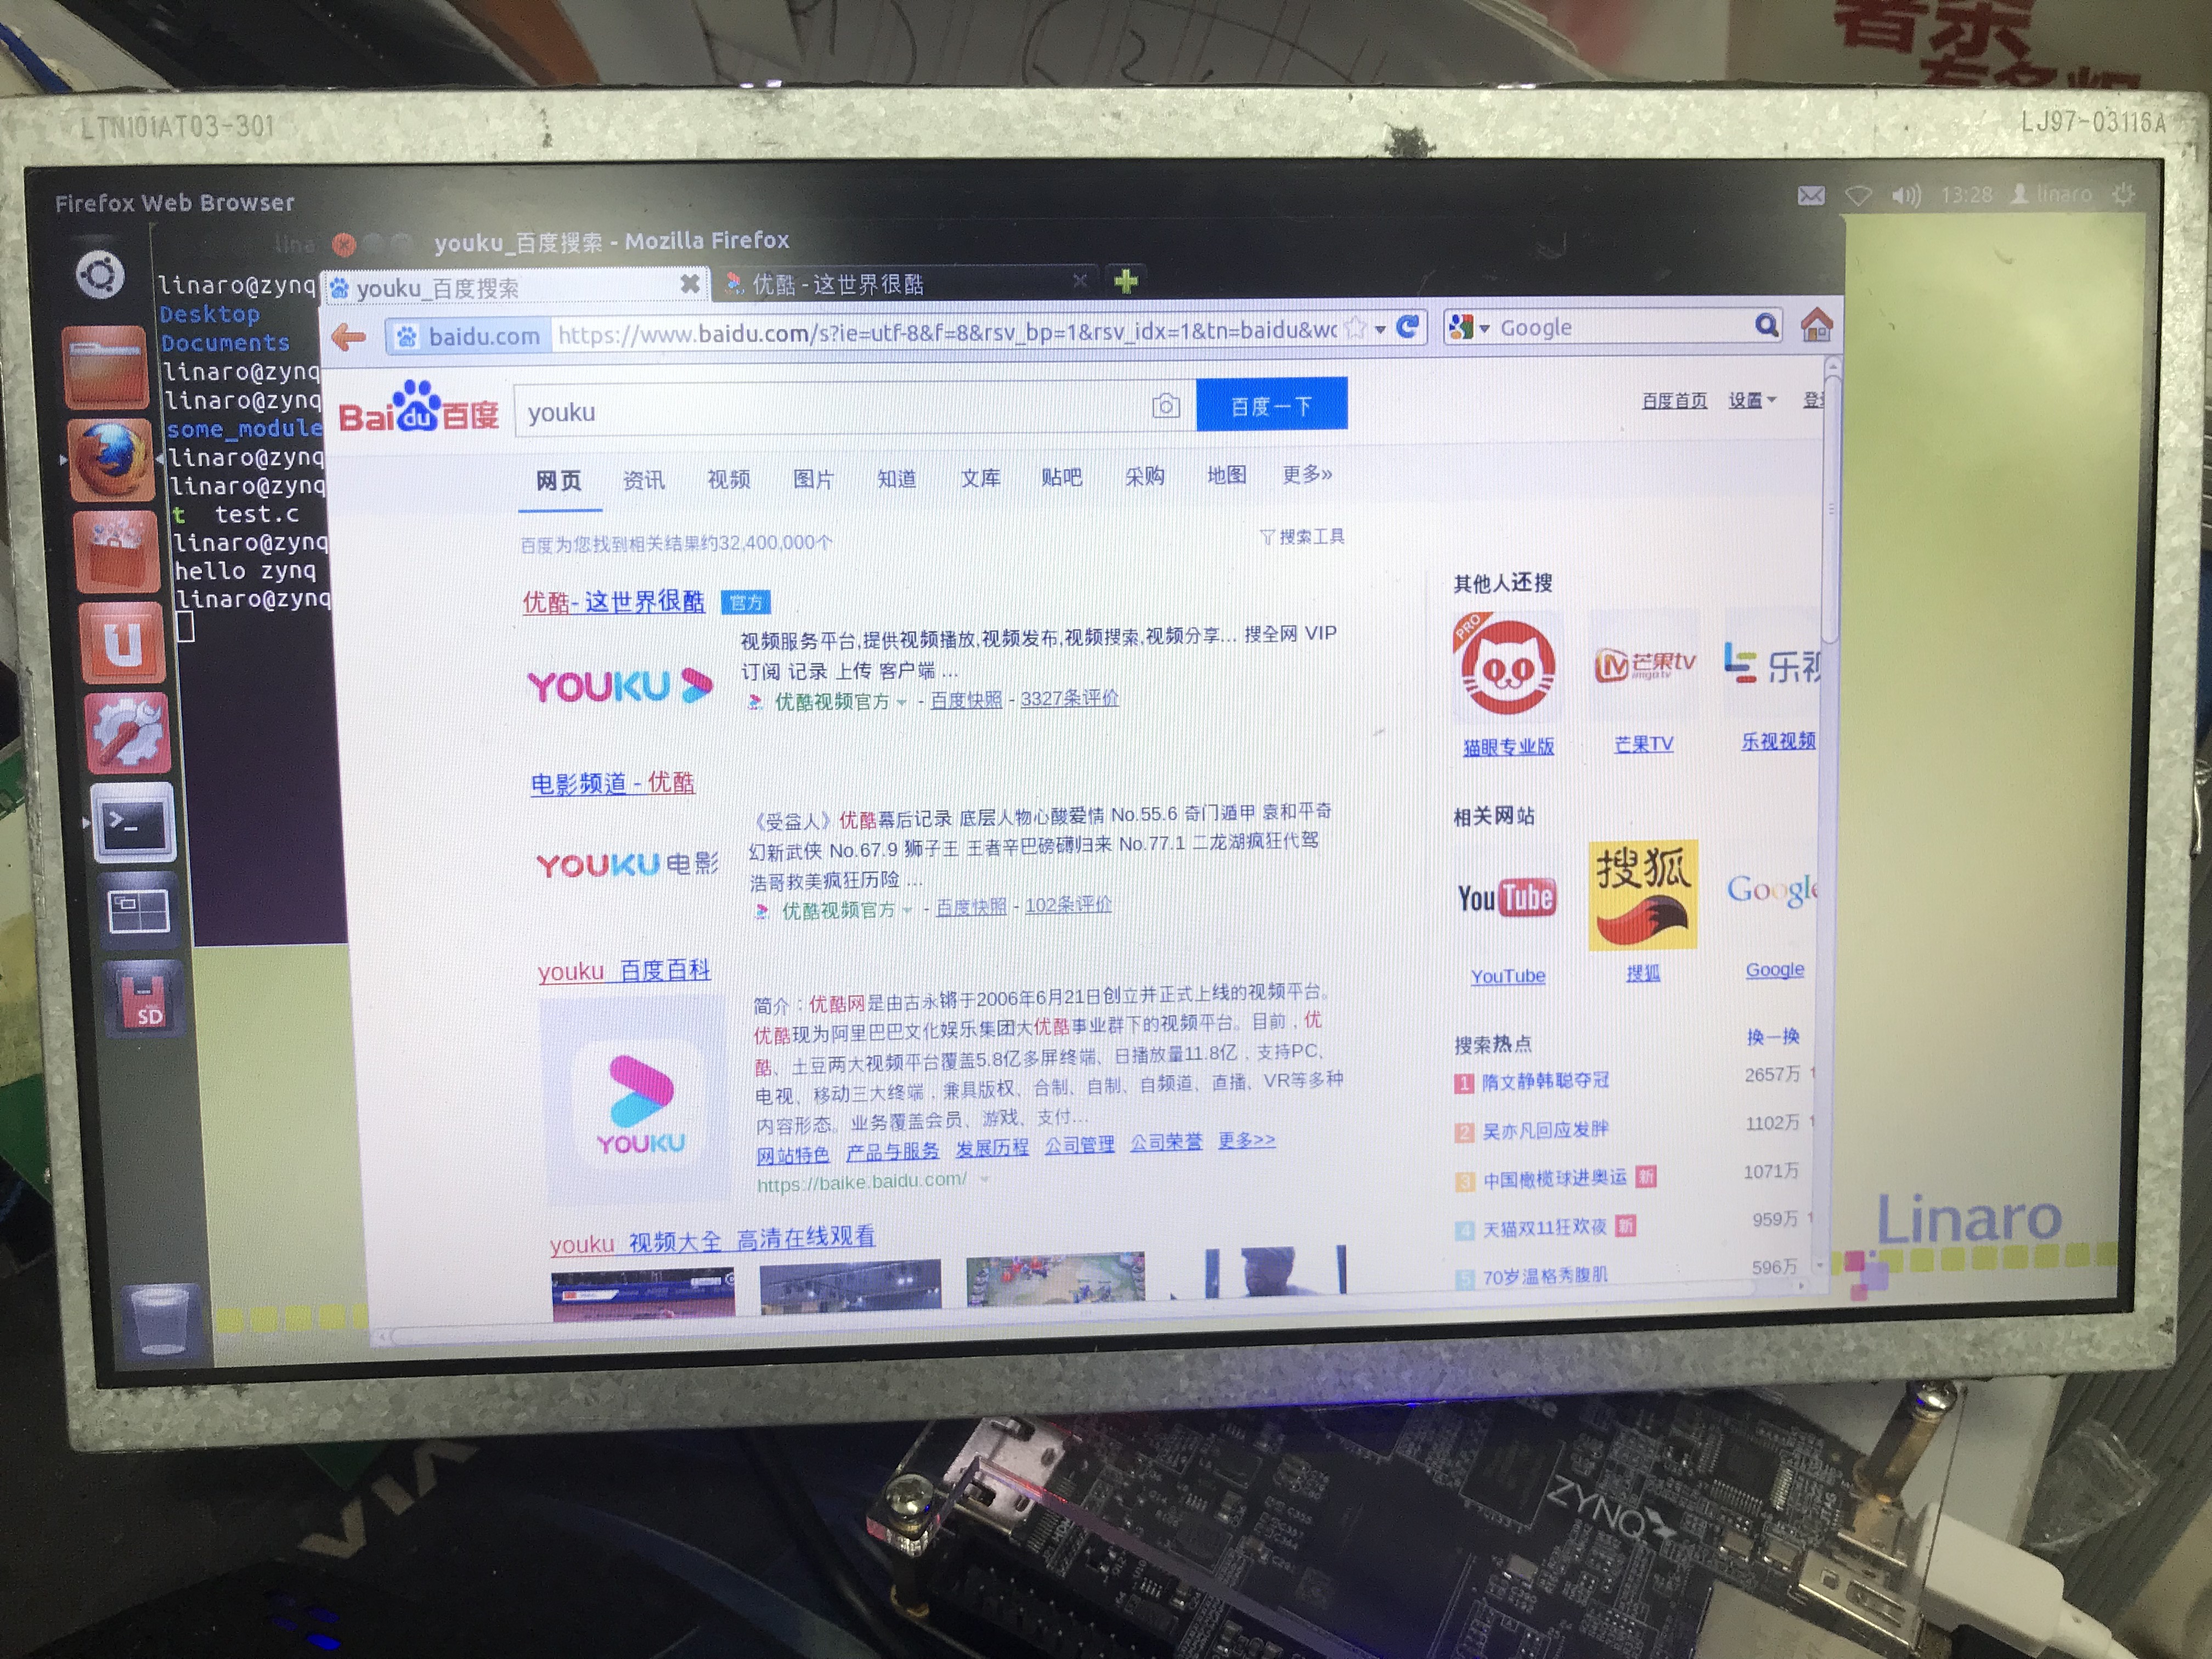 LTN101AT03-301
LJ97-03116A
Firefox Web Browser
13:28 linaro
lina
youku_百度搜索 - Mozilla Firefox
youku_百度搜索
优酷 - 这世界很酷
baidu.com https://www.baidu.com/s?ie=utf-8&f=8&rsv_bp=1&rsv_idx=1&tn=baidu&wc
Google
linaro@zynq
Desktop
Documents
linaro@zynq
linaro@zynq
some_module
linaro@zynq
linaro@zynq
t test.c
linaro@zynq
hello zynq
linaro@zynq
Bai du 百度
youku
百度一下
百度首页 设置
网页 资讯 视频 图片 知道 文库 贴吧 采购 地图 更多»
百度为您找到相关结果约32,400,000个
搜索工具
优酷- 这世界很酷 官方
YOUKU
视频服务平台,提供视频播放,视频发布,视频搜索,视频分享... 搜全网 VIP
订阅 记录 上传 客户端 ...
优酷视频官方 - 百度快照 - 3327条评价
电影频道 - 优酷
YOUKU 电影
《受益人》优酷幕后记录 底层人物心酸爱情 No.55.6 奇门遁甲 袁和平奇
幻新武侠 No.67.9 狮子王 王者辛巴磅礴归来 No.77.1 二龙湖疯狂代驾
浩哥救美疯狂历险 ...
优酷视频官方 - 百度快照 - 102条评价
youku_百度百科
YOUKU
简介：优酷网是由古永锵于2006年6月21日创立并正式上线的视频平台。
优酷现为阿里巴巴文化娱乐集团大优酷事业群下的视频平台。目前，优
酷、土豆两大视频平台覆盖5.8亿多屏终端、日播放量11.8亿，支持PC、
电视、移动三大终端，兼具版权、合制、自制、自频道、直播、VR等多种
内容形态。业务覆盖会员、游戏、支付...
网站特色 产品与服务 发展历程 公司管理 公司荣誉 更多>>
https://baike.baidu.com/
youku_视频大全_高清在线观看
其他人还搜
PRO
芒果tv
imgo.tv
乐视
猫眼专业版 芒果TV 乐视视频
相关网站
YouTube
搜狐
Google
YouTube 搜狐 Google
搜索热点 换一换
1 隋文静韩聪夺冠 2657万
2 吴亦凡回应发胖 1102万
3 中国橄榄球进奥运 新 1071万
4 天猫双11狂欢夜 新 959万
5 70岁温格秀腹肌 596万
SD
Linaro
VIA
ZYNQ